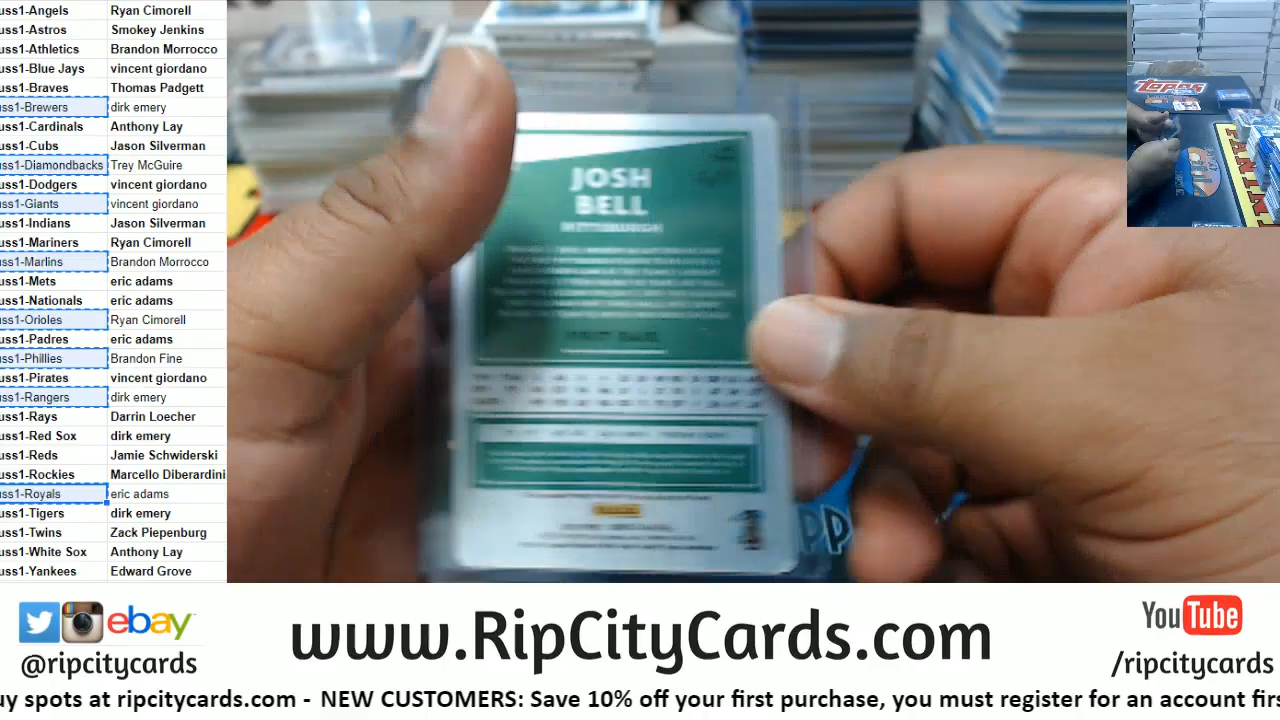 uss1-Angels Ryan Cimorell
uss1-Astros Smokey Jenkins
uss1-Athletics Brandon Morrocco
uss1-Blue Jays vincent giordano
uss1-Braves Thomas Padgett
uss1-Brewers dirk emery
uss1-Cardinals Anthony Lay
uss1-Cubs Jason Silverman
uss1-Diamondbacks Trey McGuire
uss1-Dodgers vincent giordano
uss1-Giants vincent giordano
uss1-Indians Jason Silverman
uss1-Mariners Ryan Cimorell
uss1-Marlins Brandon Morrocco
uss1-Mets eric adams
uss1-Nationals eric adams
uss1-Orioles Ryan Cimorell
uss1-Padres eric adams
uss1-Phillies Brandon Fine
uss1-Pirates vincent giordano
uss1-Rangers dirk emery
uss1-Rays Darrin Loecher
uss1-Red Sox dirk emery
uss1-Reds Jamie Schwiderski
uss1-Rockies Marcello Diberardini
uss1-Royals eric adams
uss1-Tigers dirk emery
uss1-Twins Zack Piepenburg
uss1-White Sox Anthony Lay
uss1-Yankees Edward Grove
JOSH
BELL
PITTSBURGH
Topps
PANINI
ebay
@ripcitycards
www.RipCityCards.com
YouTube
/ripcitycards
uy spots at ripcitycards.com - NEW CUSTOMERS: Save 10% off your first purchase, you must register for an account firs